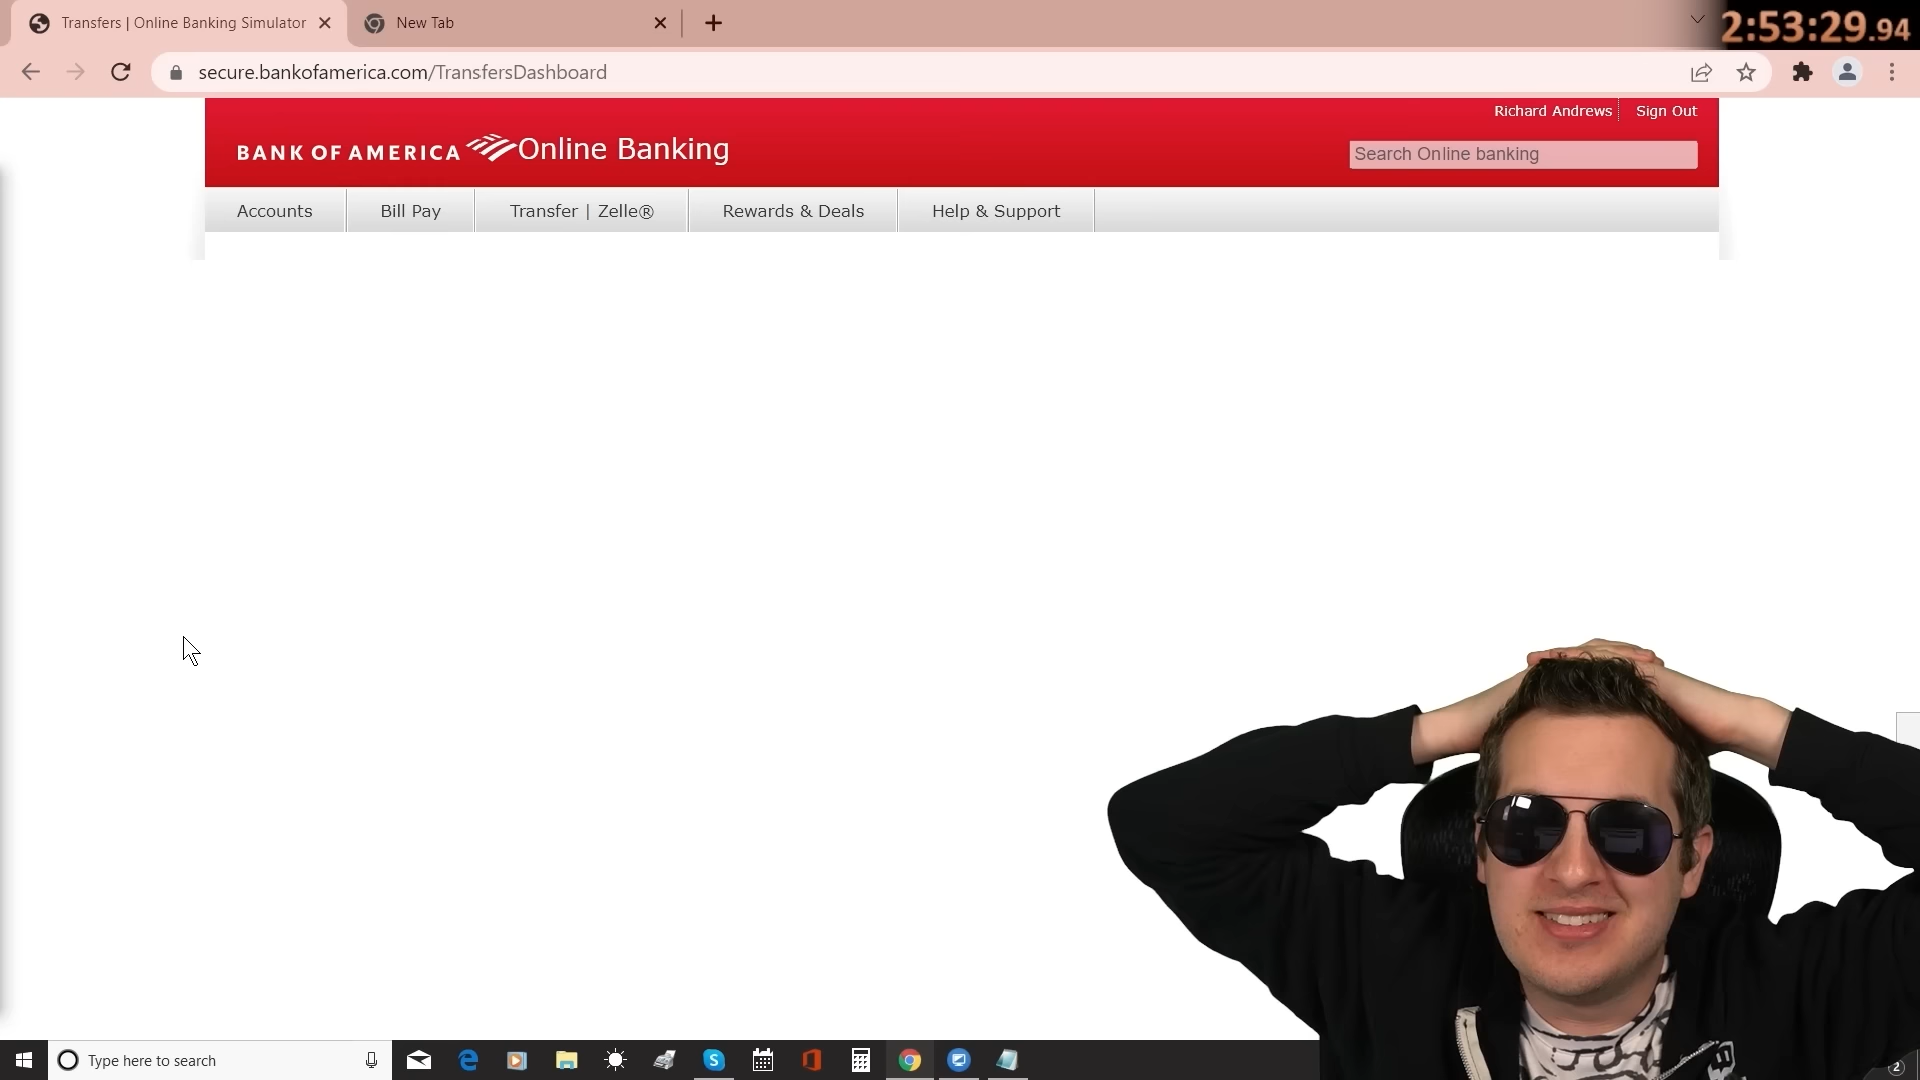 Transfers | Online Banking Simulator
New Tab
2:53:29.94
secure.bankofamerica.com/TransfersDashboard
Richard Andrews
Sign Out
BANK OF AMERICA Online Banking
Search Online banking
Accounts
Bill Pay
Transfer | Zelle®
Rewards & Deals
Help & Support
Type here to search
2